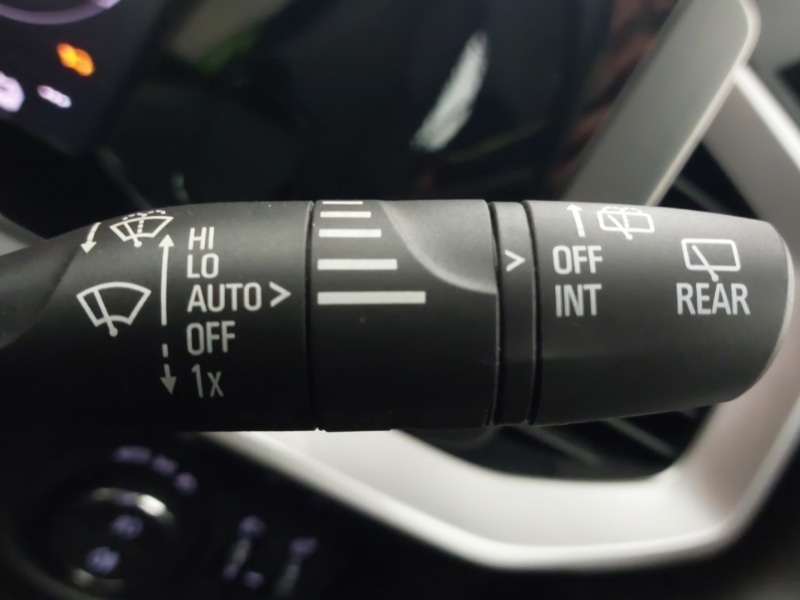 HI
LO
AUTO >
OFF
1x
>
OFF
INT
REAR